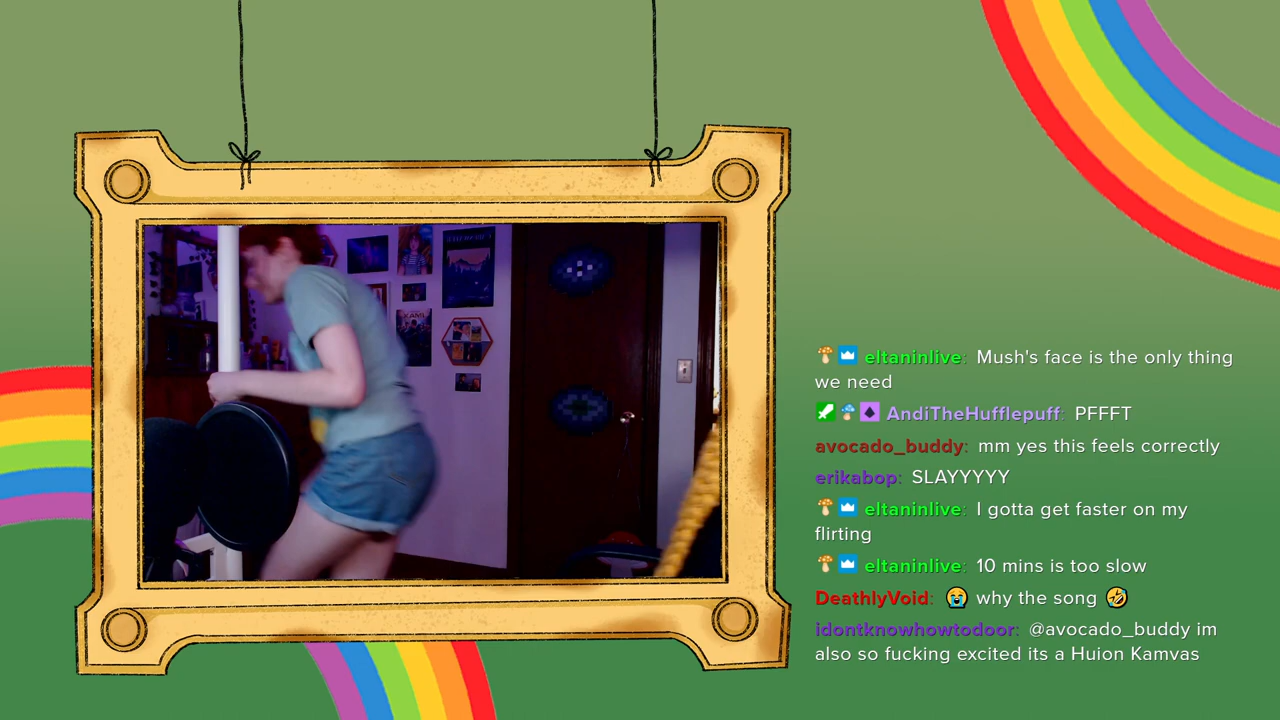 eltaninlive: Mush's face is the only thing
we need
AndiTheHufflepuff: PFFFT
avocado_buddy: mm yes this feels correctly
erikabop: SLAYYYYY
eltaninlive: I gotta get faster on my
flirting
eltaninlive: 10 mins is too slow
DeathlyVoid: 😭 why the song 🤣
idontknowhowtodoor: @avocado_buddy im
also so fucking excited its a Huion Kamvas